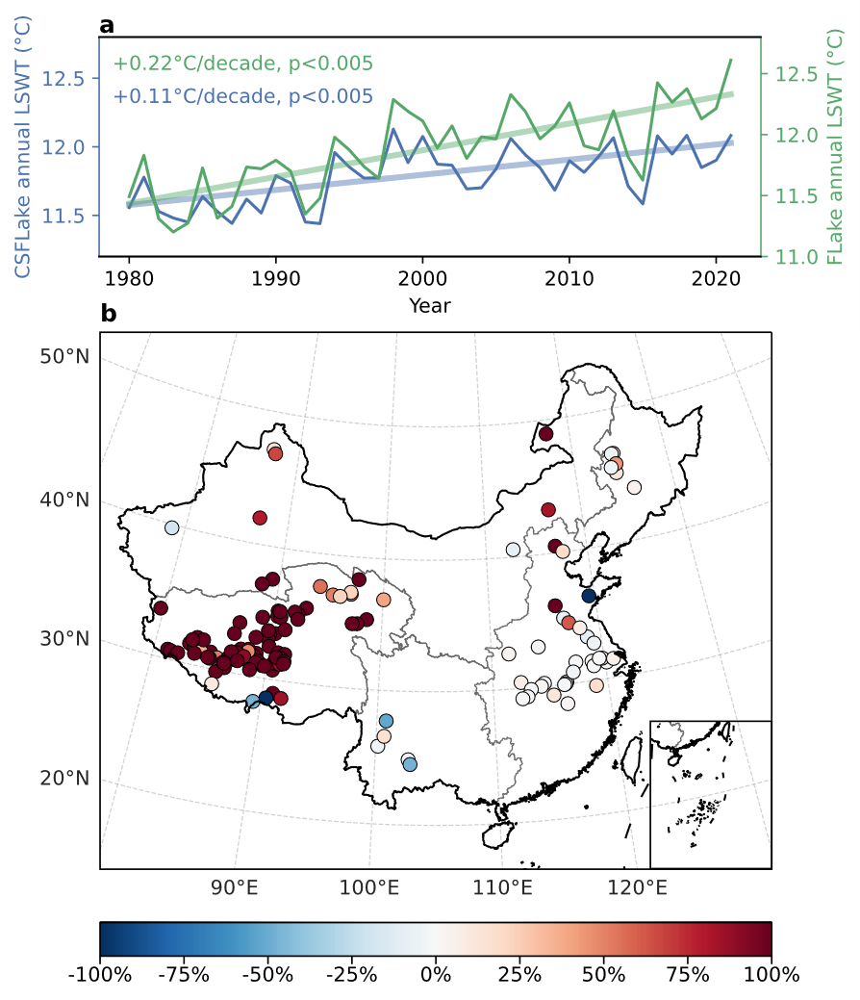 a
CSFLake annual LSWT (°C)
FLake annual LSWT (°C)
+0.22°C/decade, p<0.005
+0.11°C/decade, p<0.005
12.5
12.0
11.5
12.5
12.0
11.5
11.0
1980 1990 2000 2010 2020
Year
b
50°N
40°N
30°N
20°N
90°E 100°E 110°E 120°E
-100% -75% -50% -25% 0% 25% 50% 75% 100%